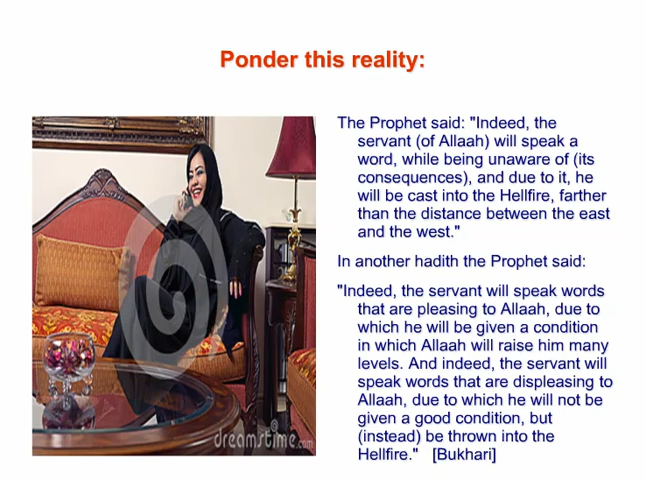 Ponder this reality:
The Prophet said: "Indeed, the
servant (of Allaah) will speak a
word, while being unaware of (its
consequences), and due to it, he
will be cast into the Hellfire, farther
than the distance between the east
and the west."
In another hadith the Prophet said:
"Indeed, the servant will speak words
that are pleasing to Allaah, due to
which he will be given a condition
in which Allaah will raise him many
levels. And indeed, the servant will
speak words that are displeasing to
Allaah, due to which he will not be
given a good condition, but
(instead) be thrown into the
Hellfire." [Bukhari]
dreamstime.com